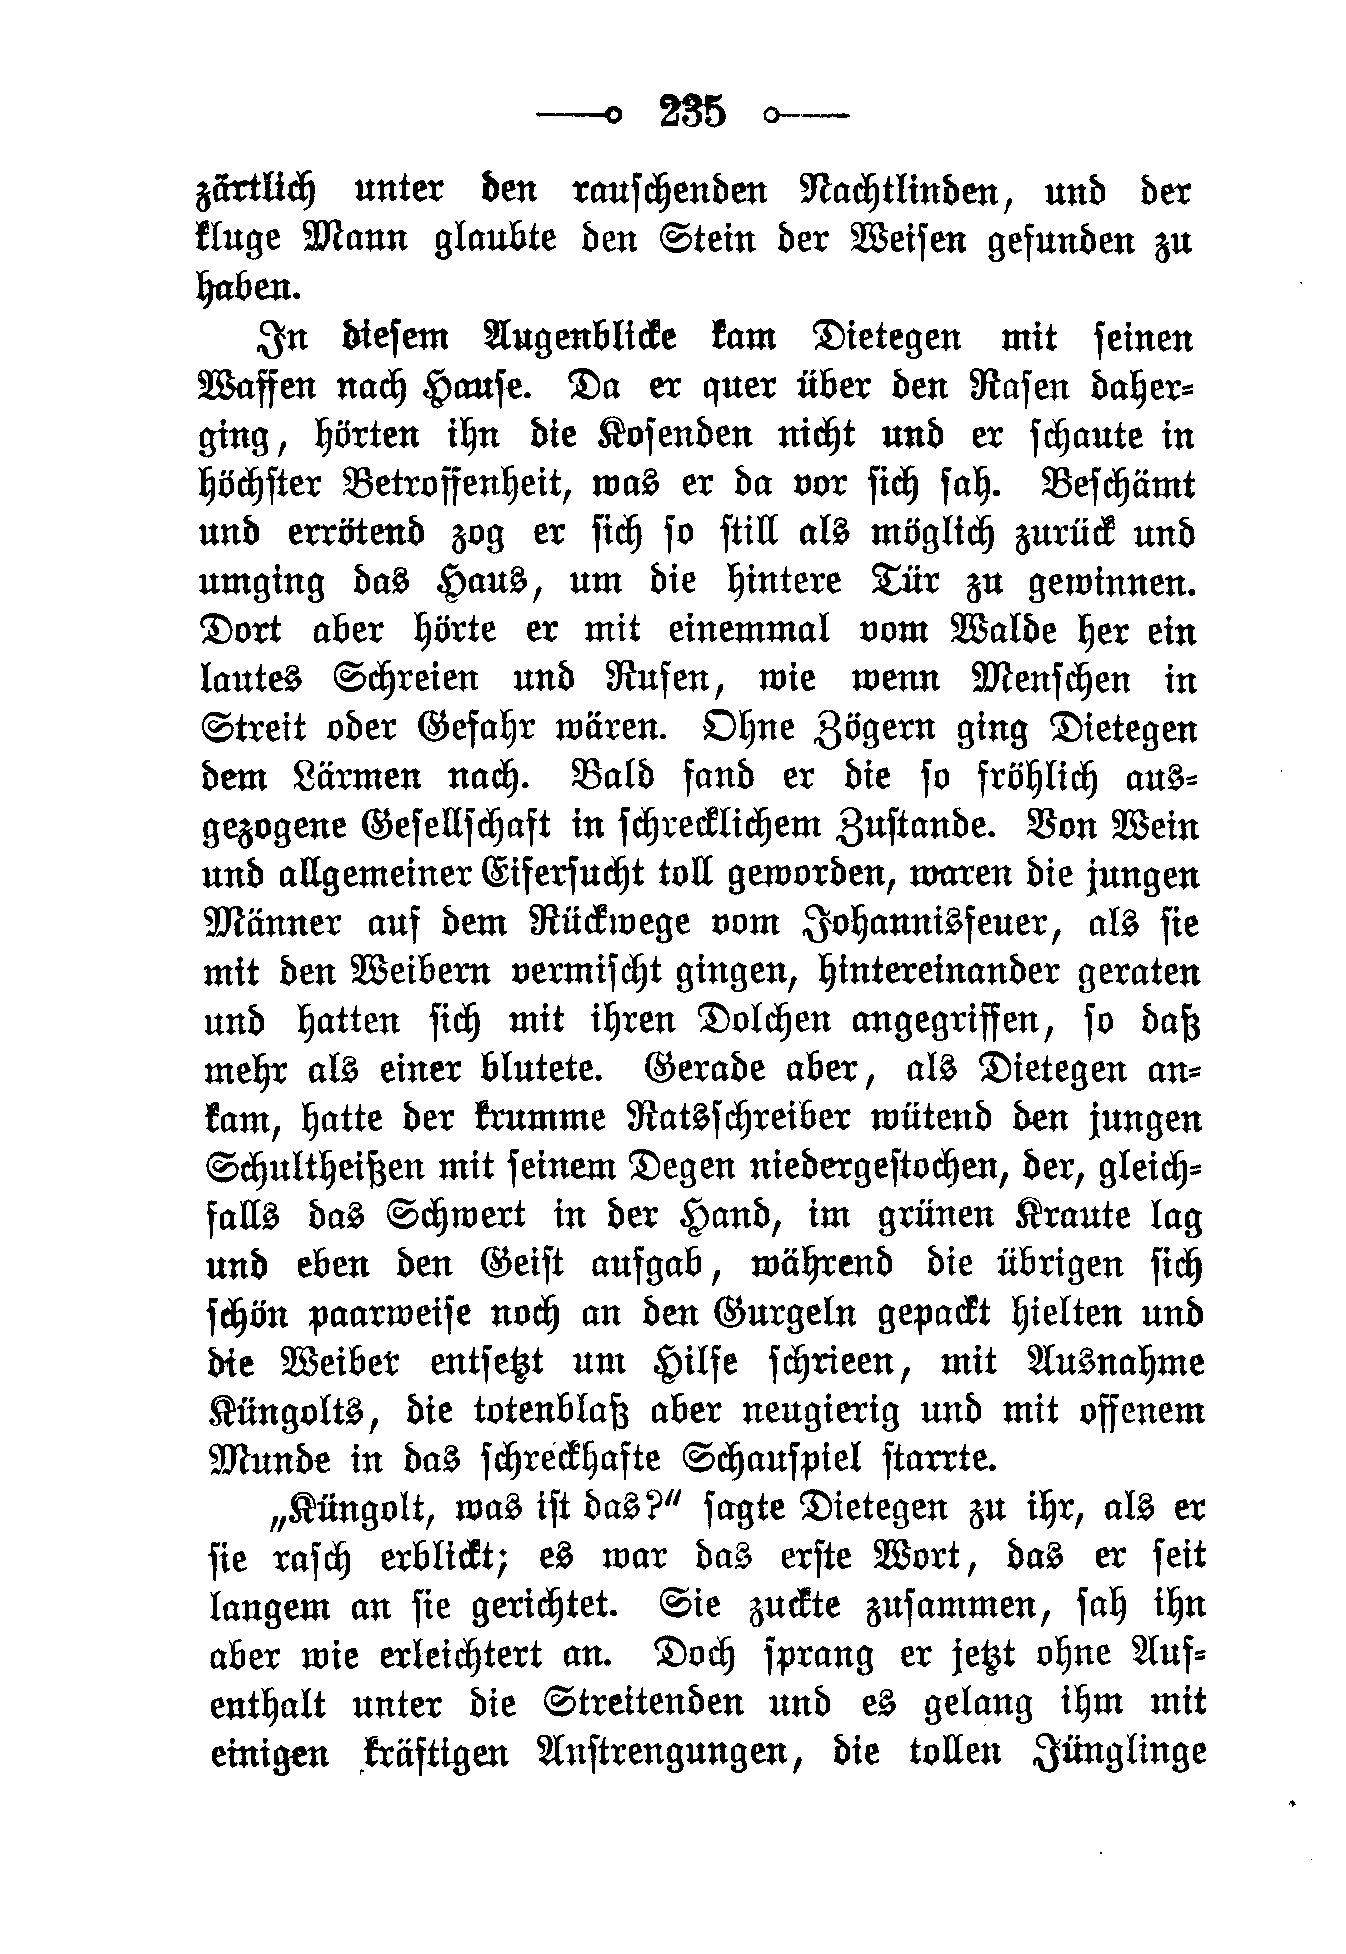 235
zärtlich unter den rauschenden Nachtlinden, und der
kluge Mann glaubte den Stein der Weisen gefunden zu
haben.
In diesem Augenblicke kam Dietegen mit seinen
Waffen nach Hause. Da er quer über den Rasen daher-
ging, hörten ihn die Kosenden nicht und er schaute in
höchster Betroffenheit, was er da vor sich sah. Beschämt
und errötend zog er sich so still als möglich zurück und
umging das Haus, um die hintere Tür zu gewinnen.
Dort aber hörte er mit einemmal vom Walde her ein
lautes Schreien und Rufen, wie wenn Menschen in
Streit oder Gefahr wären. Ohne Zögern ging Dietegen
dem Lärmen nach. Bald fand er die so fröhlich aus-
gezogene Gesellschaft in schrecklichem Zustande. Von Wein
und allgemeiner Eifersucht toll geworden, waren die jungen
Männer auf dem Rückwege vom Johannisfeuer, als sie
mit den Weibern vermischt gingen, hintereinander geraten
und hatten sich mit ihren Dolchen angegriffen, so daß
mehr als einer blutete. Gerade aber, als Dietegen an-
kam, hatte der krumme Ratsschreiber wütend den jungen
Schultheißen mit seinem Degen niedergestochen, der, gleich-
falls das Schwert in der Hand, im grünen Kraute lag
und eben den Geist aufgab, während die übrigen sich
schön paarweise noch an den Gurgeln gepackt hielten und
die Weiber entsetzt um Hilfe schrieen, mit Ausnahme
Küngolts, die totenblaß aber neugierig und mit offenem
Munde in das schreckhafte Schauspiel starrte.
„Küngolt, was ist das?“ sagte Dietegen zu ihr, als er
sie rasch erblickt; es war das erste Wort, das er seit
langem an sie gerichtet. Sie zuckte zusammen, sah ihn
aber wie erleichtert an. Doch sprang er jetzt ohne Auf-
enthalt unter die Streitenden und es gelang ihm mit
einigen kräftigen Anstrengungen, die tollen Jünglinge